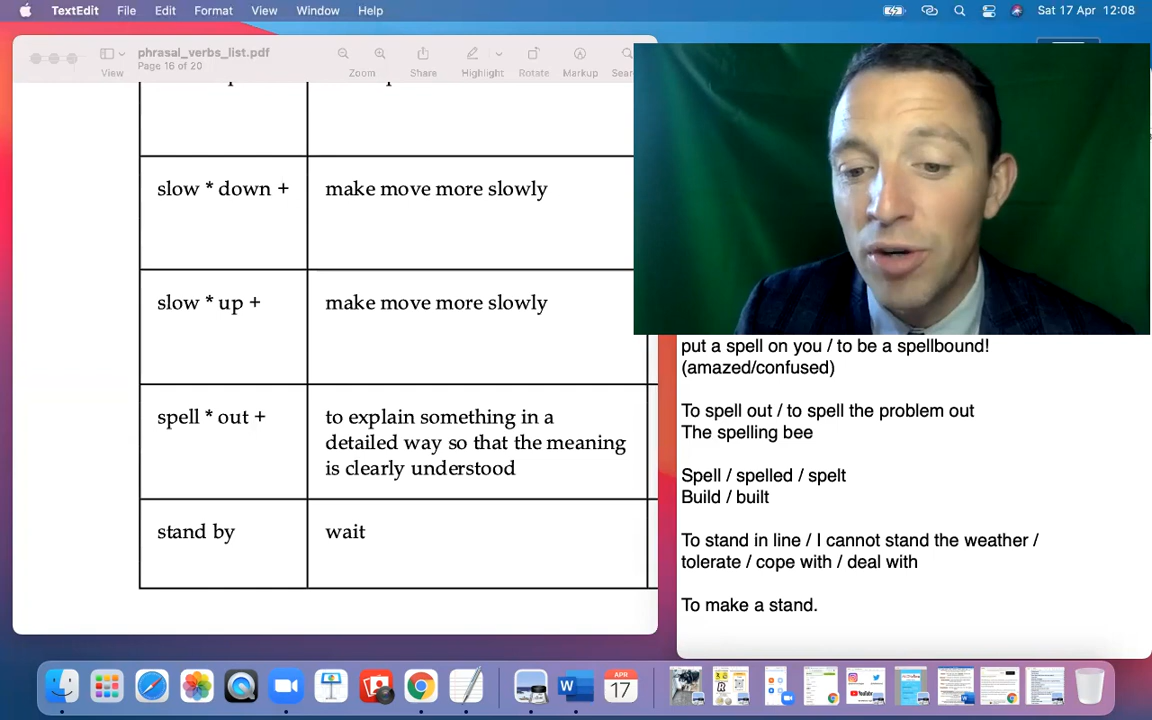 TextEdit File Edit Format View Window Help Sat 17 Apr 12:08
phrasal_verbs_list.pdf
Page 16 of 20
View Zoom Share Highlight Rotate Markup
slow * down + make move more slowly
slow * up + make move more slowly
spell * out + to explain something in a
detailed way so that the meaning
is clearly understood
stand by wait
put a spell on you / to be a spellbound!
(amazed/confused)
To spell out / to spell the problem out
The spelling bee
Spell / spelled / spelt
Build / built
To stand in line / I cannot stand the weather /
tolerate / cope with / deal with
To make a stand.
APR
17